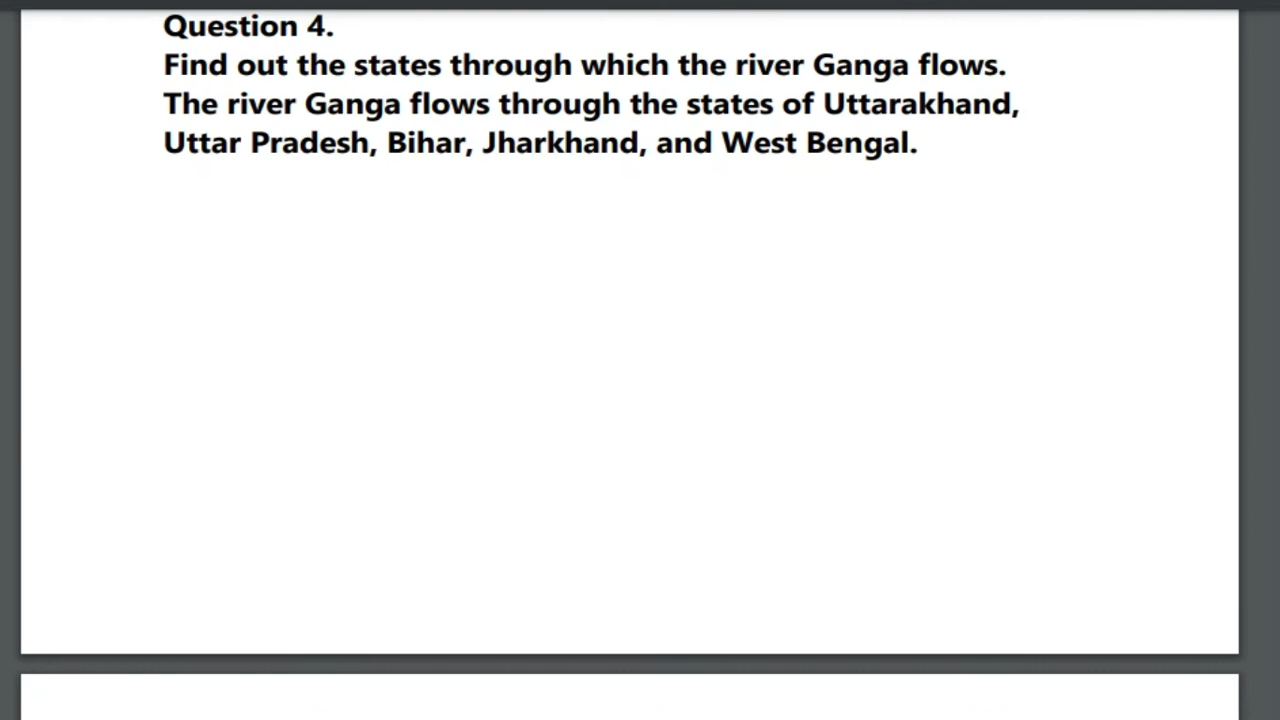 Question 4.
Find out the states through which the river Ganga flows.
The river Ganga flows through the states of Uttarakhand,
Uttar Pradesh, Bihar, Jharkhand, and West Bengal.